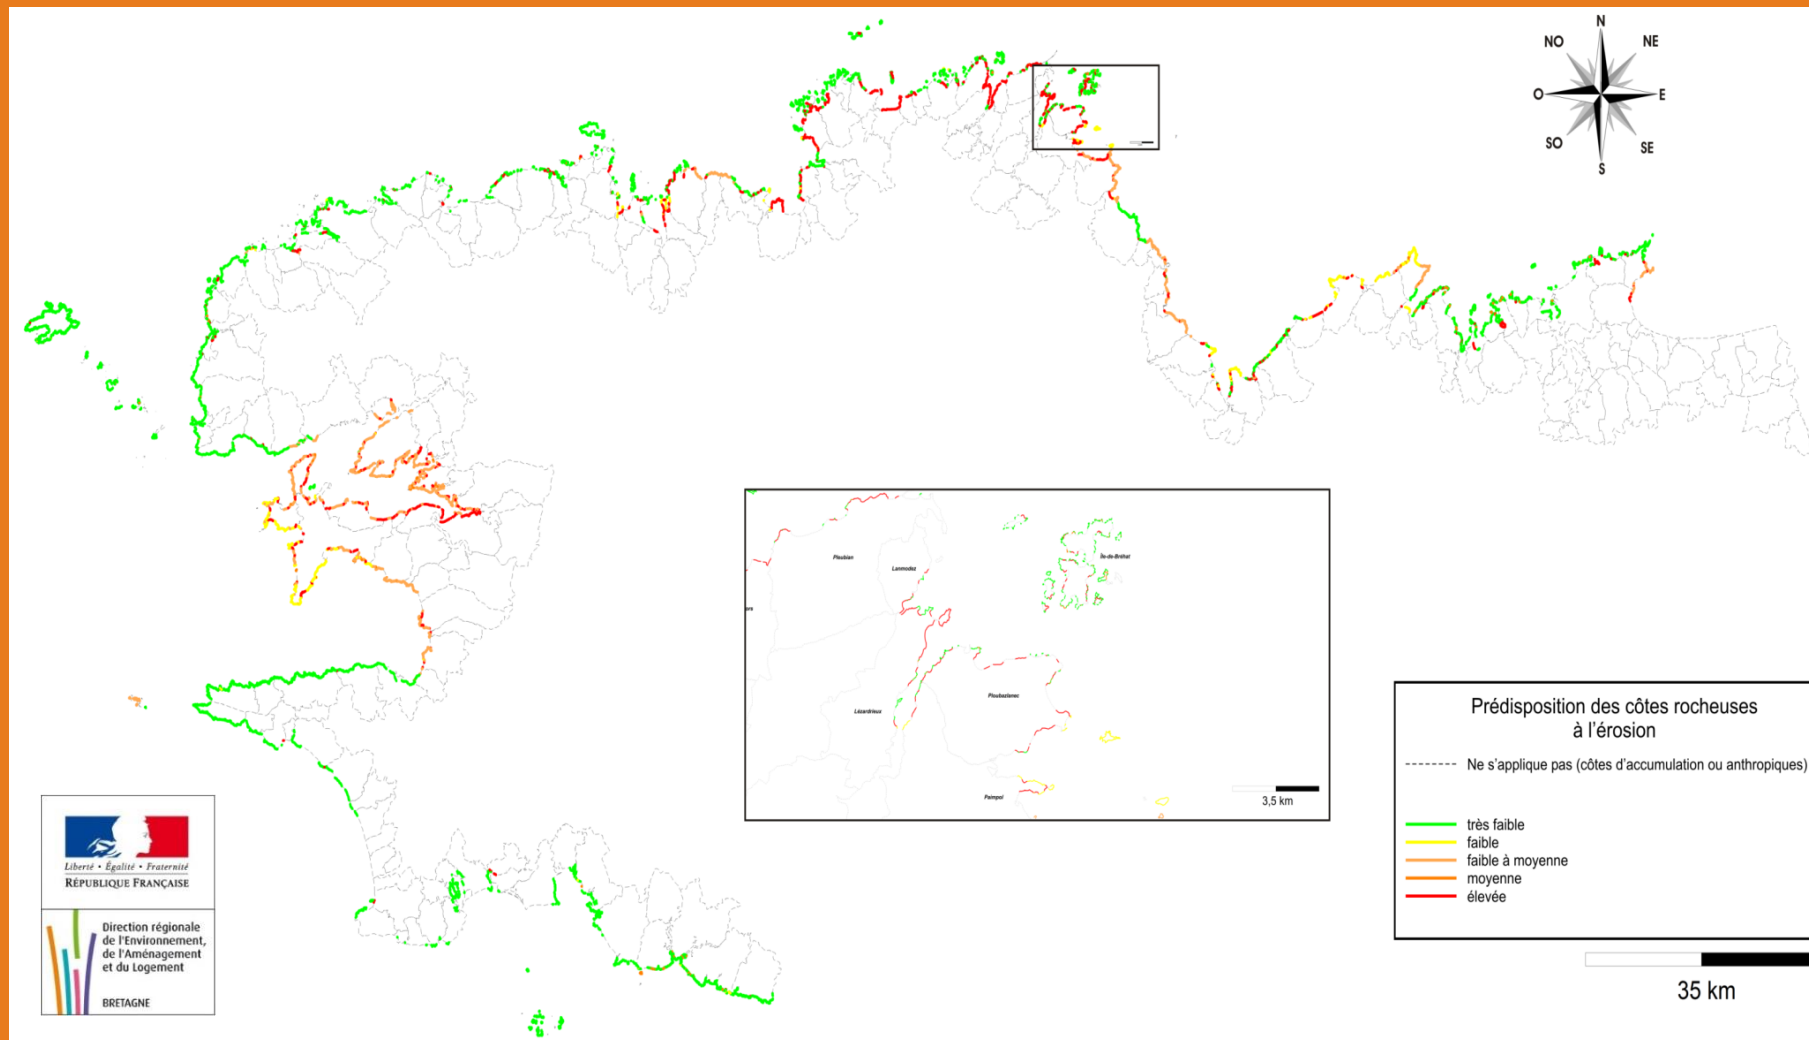 N
NO
NE
O
E
SO
SE
S
Ploubian
Lanmodez
Île-de-Bréhat
Lézardrieux
Ploubazlanec
Paimpol
3,5 km
Prédisposition des côtes rocheuses
à l'érosion
Ne s'applique pas (côtes d'accumulation ou anthropiques)
très faible
faible
faible à moyenne
moyenne
élevée
35 km
Liberté • Égalité • Fraternité
RÉPUBLIQUE FRANÇAISE
Direction régionale
de l'Environnement,
de l'Aménagement
et du Logement
BRETAGNE